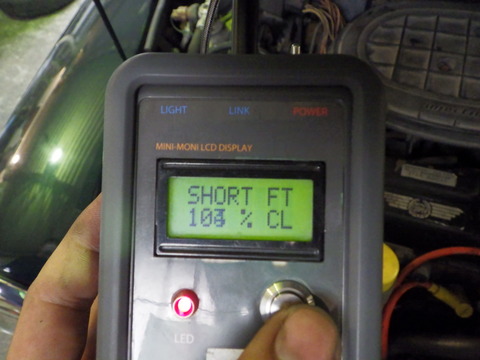 LIGHT LINK POWER
MINI-MONI LCD DISPLAY
SHORT FT
% CL
LED